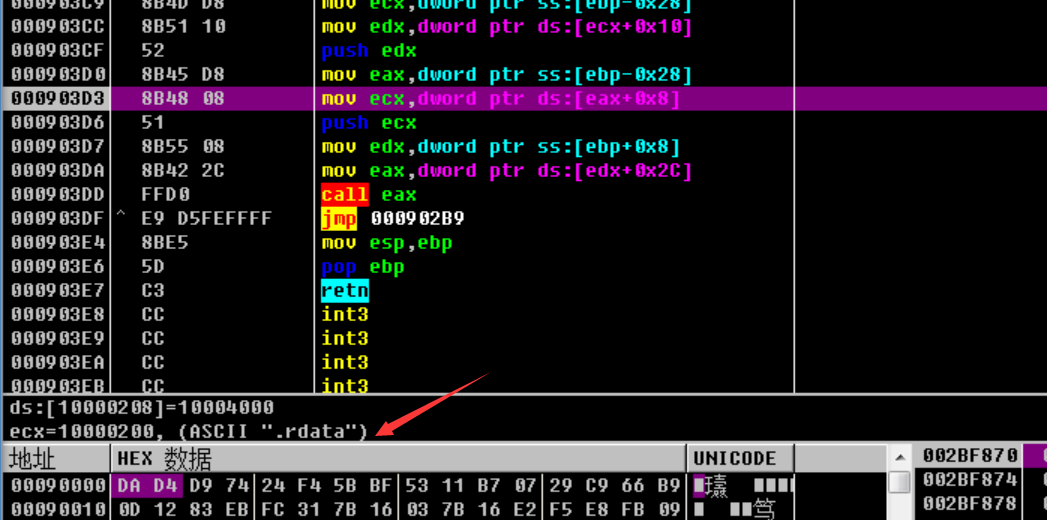 000903C9 8B4D D8 mov ecx,dword ptr ss:[ebp-0x28]
000903CC 8B51 10 mov edx,dword ptr ds:[ecx+0x10]
000903CF 52 push edx
000903D0 8B45 D8 mov eax,dword ptr ss:[ebp-0x28]
000903D3 8B48 08 mov ecx,dword ptr ds:[eax+0x8]
000903D6 51 push ecx
000903D7 8B55 08 mov edx,dword ptr ss:[ebp+0x8]
000903DA 8B42 2C mov eax,dword ptr ds:[edx+0x2C]
000903DD FFD0 call eax
000903DF ^ E9 D5FEFFFF jmp 000902B9
000903E4 8BE5 mov esp,ebp
000903E6 5D pop ebp
000903E7 C3 retn
000903E8 CC int3
000903E9 CC int3
000903EA CC int3
000903EB CC int3
ds:[10000208]=10004000
ecx=10000200, (ASCII ".rdata")
地址 HEX 数据 UNICODE
00090000 DA D4 D9 74 24 F4 5B BF 53 11 B7 07 29 C9 66 B9
00090010 0D 12 83 EB FC 31 7B 16 03 7B 16 E2 F5 E8 FB 09
002BF870
002BF874
002BF878